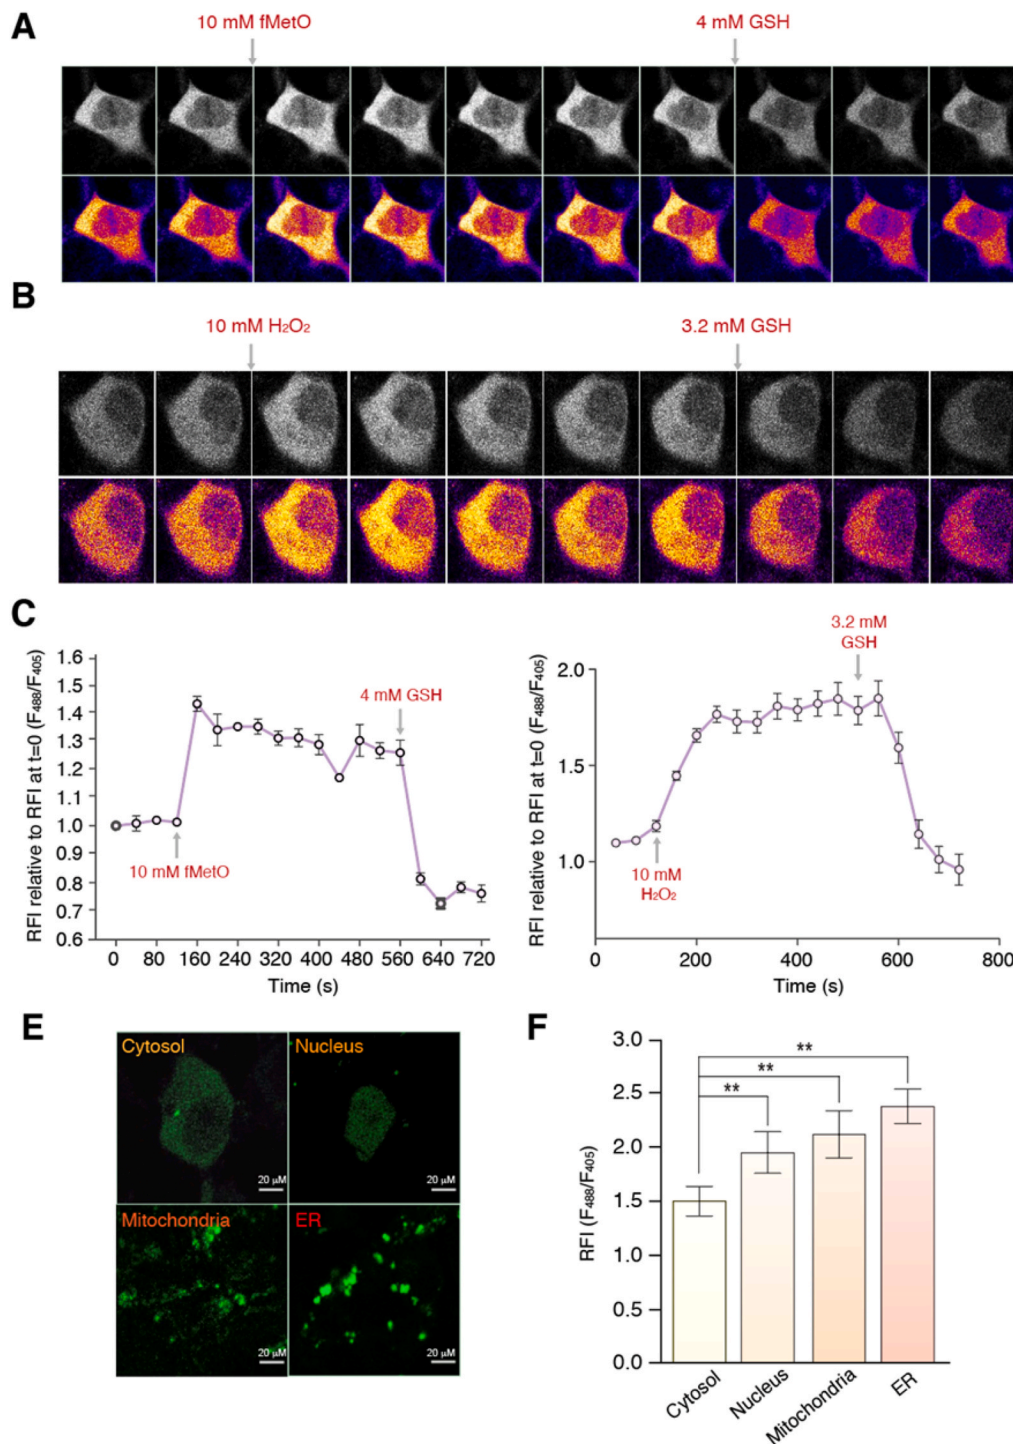 A
10 mM fMetO
4 mM GSH
B
10 mM H₂O₂
3.2 mM GSH
C
RFI relative to RFI at t=0 (F₄₈₈/F₄₀₅)
1.6
1.5
1.4
1.3
1.2
1.1
1.0
0.9
0.8
0.7
0.6
4 mM GSH
10 mM fMetO
0 80 160 240 320 400 480 560 640 720
Time (s)
RFI relative to RFI at t=0 (F₄₈₈/F₄₀₅)
2.0
1.5
1.0
3.2 mM
GSH
10 mM
H₂O₂
0 200 400 600 800
Time (s)
E
Cytosol
20 µM
Nucleus
20 µM
Mitochondria
20 µM
ER
20 µM
F
RFI (F₄₈₈/F₄₀₅)
3.0
2.5
2.0
1.5
1.0
0.5
0.0
**
**
**
Cytosol
Nucleus
Mitochondria
ER